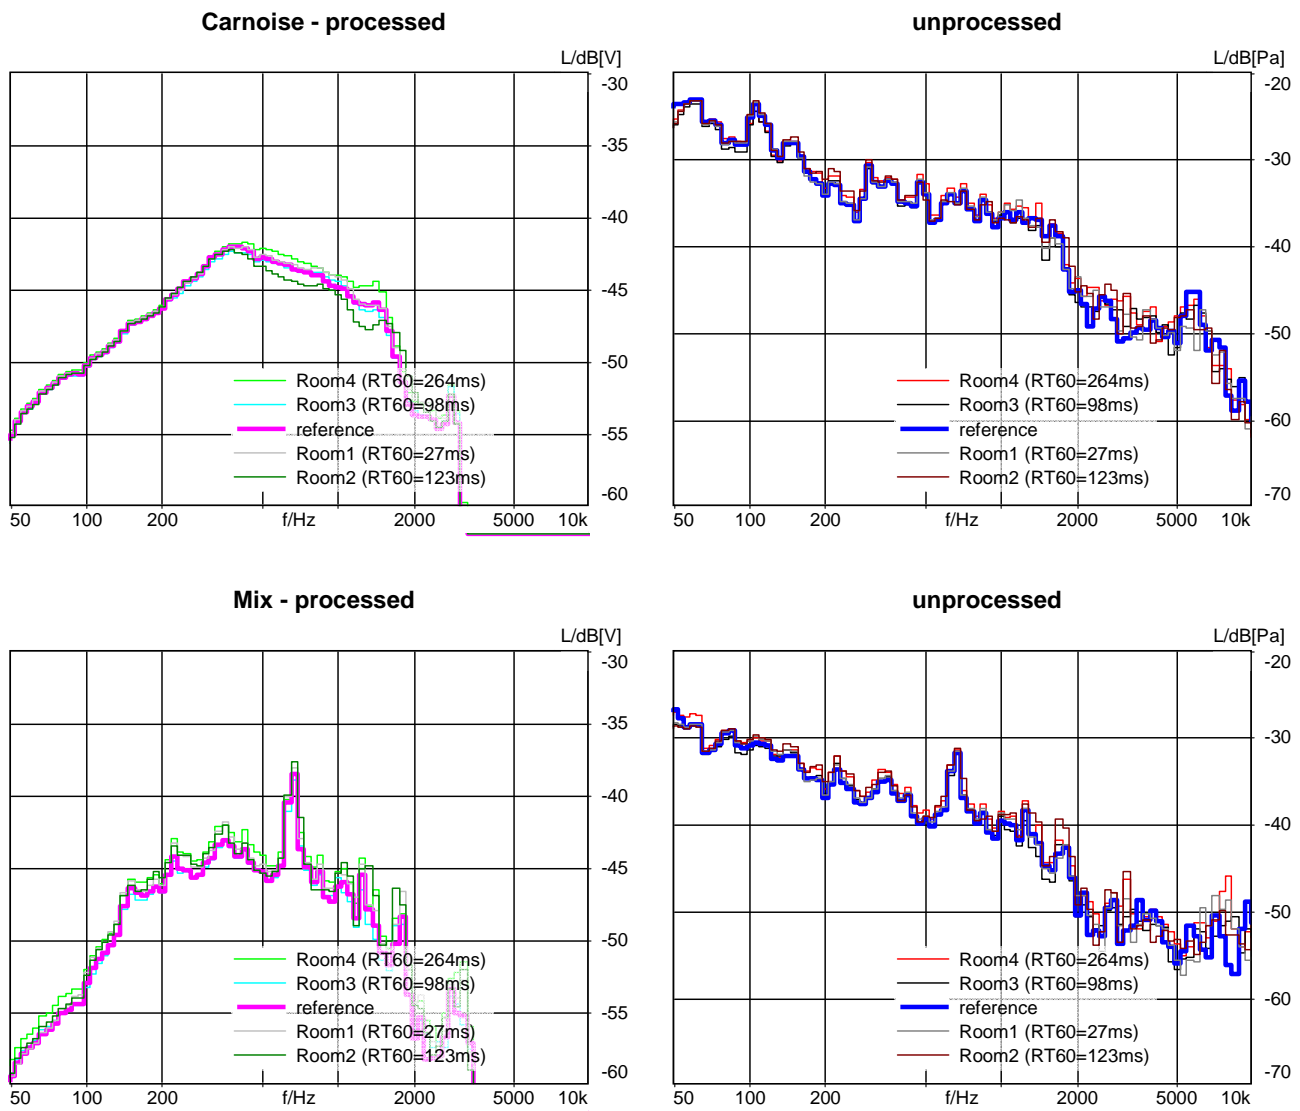 Carnoise - processed
L/dB[V]
-30
-35
-40
-45
-50
-55
-60
Room4 (RT60=264ms)
Room3 (RT60=98ms)
reference
Room1 (RT60=27ms)
Room2 (RT60=123ms)
50 100 200 f/Hz 2000 5000 10k
unprocessed
L/dB[Pa]
-20
-30
-40
-50
-60
-70
Room4 (RT60=264ms)
Room3 (RT60=98ms)
reference
Room1 (RT60=27ms)
Room2 (RT60=123ms)
50 100 200 f/Hz 2000 5000 10k
Mix - processed
L/dB[V]
-30
-35
-40
-45
-50
-55
-60
Room4 (RT60=264ms)
Room3 (RT60=98ms)
reference
Room1 (RT60=27ms)
Room2 (RT60=123ms)
50 100 200 f/Hz 2000 5000 10k
unprocessed
L/dB[Pa]
-20
-30
-40
-50
-60
-70
Room4 (RT60=264ms)
Room3 (RT60=98ms)
reference
Room1 (RT60=27ms)
Room2 (RT60=123ms)
50 100 200 f/Hz 2000 5000 10k